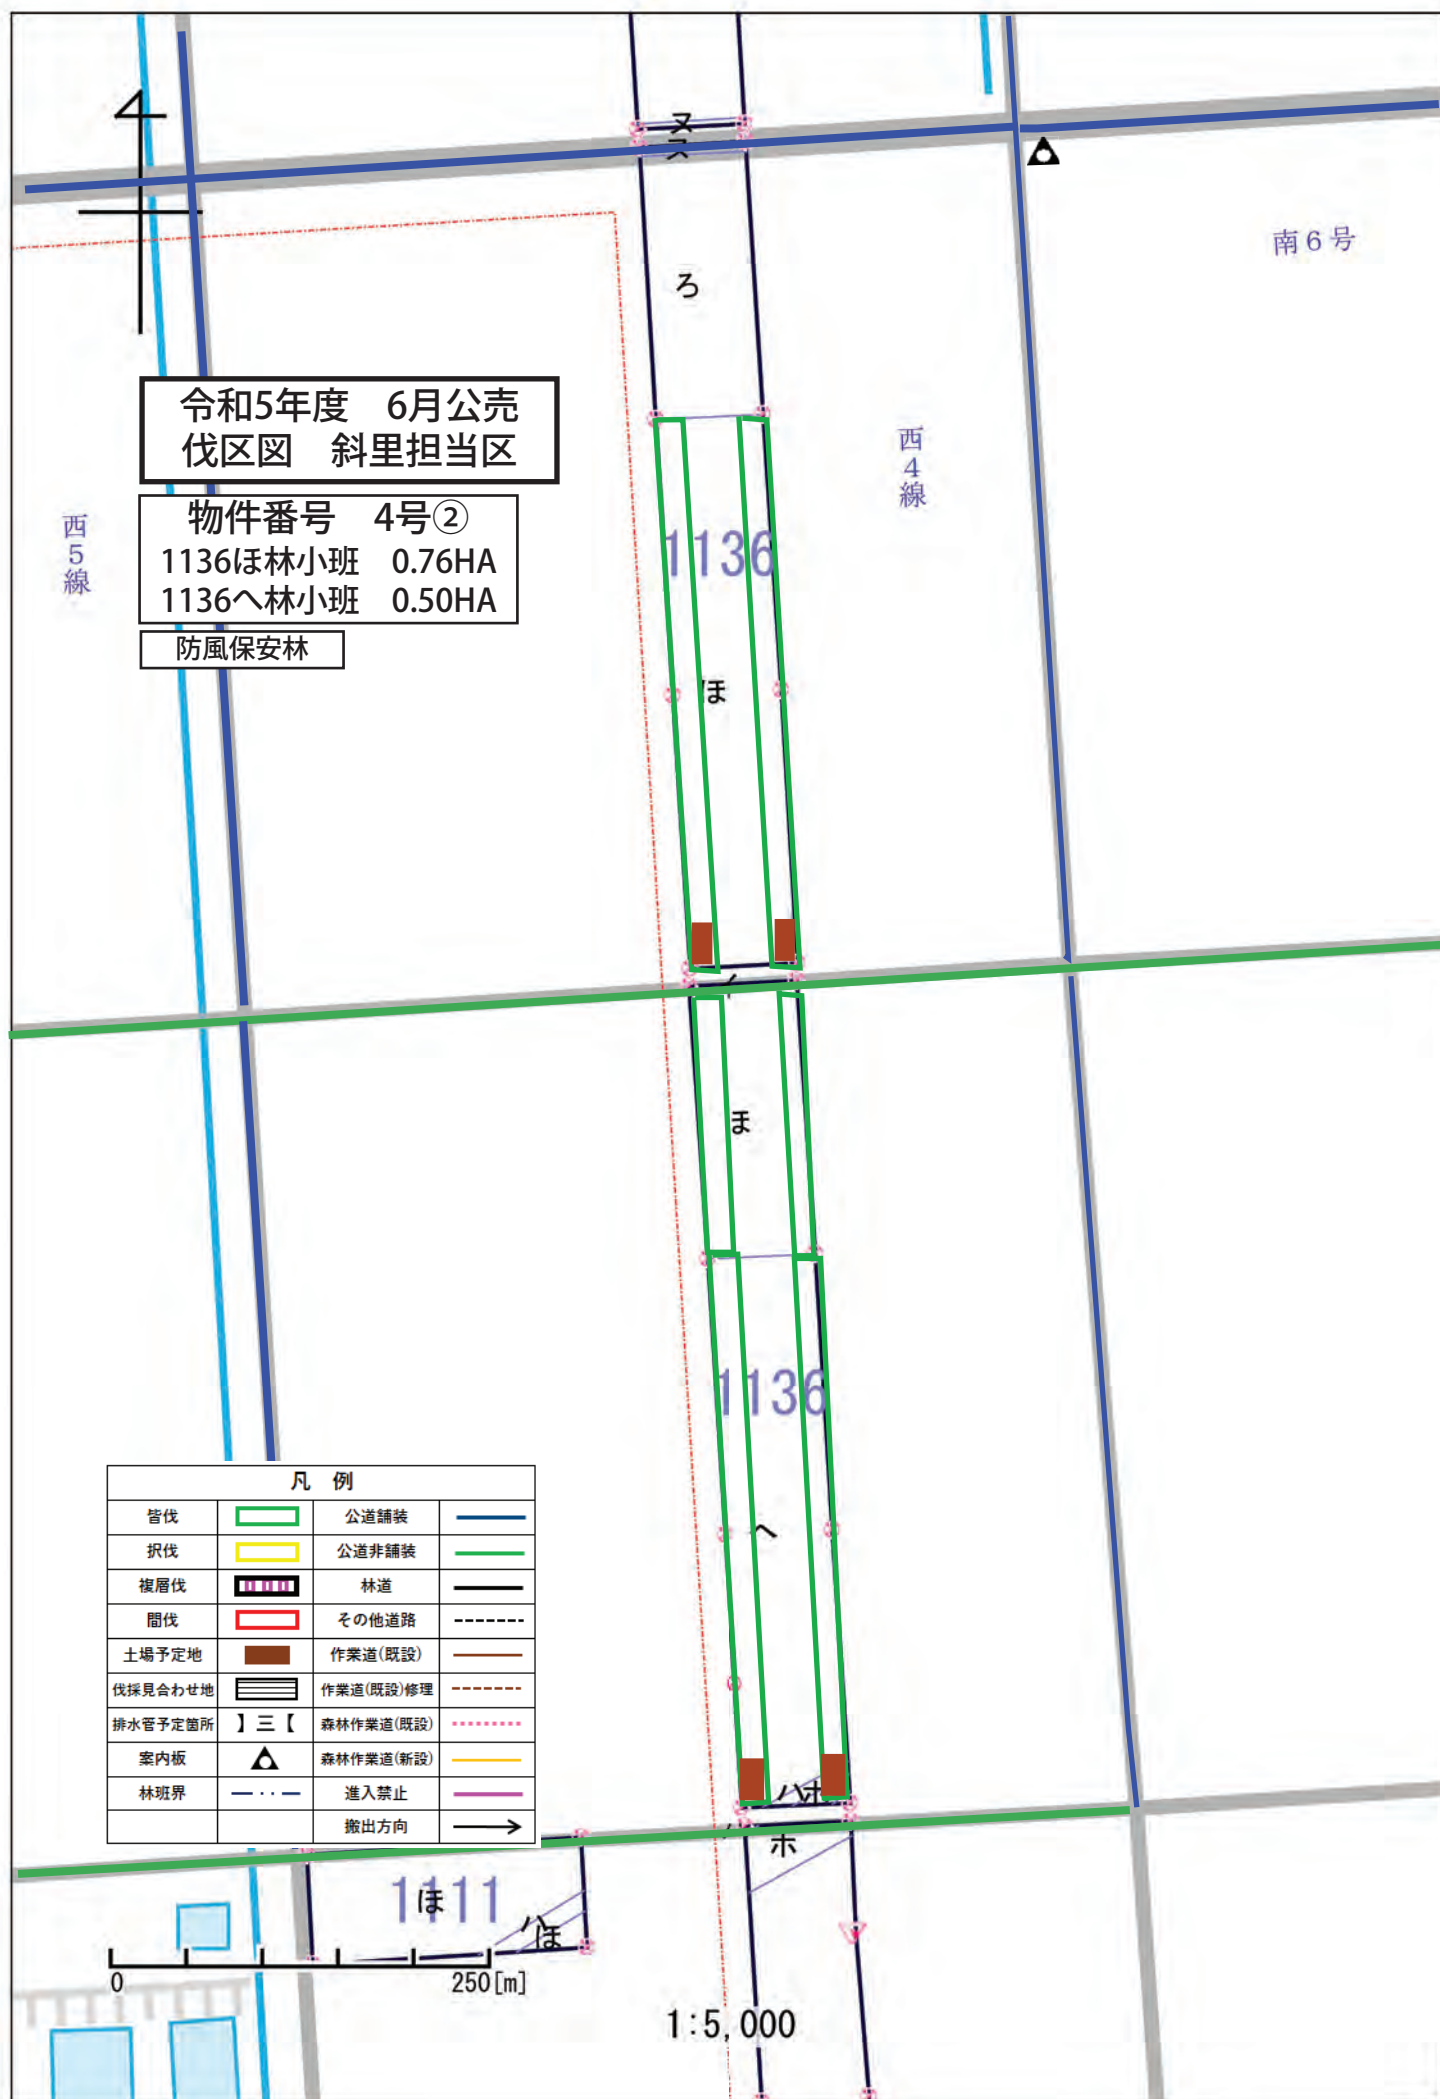 ヌ
ヌ
南6号
ろ
令和5年度　6月公売
伐区図　斜里担当区
西4線
物件番号　4号②
1136ほ林小班　0.76HA
1136へ林小班　0.50HA
西5線
1136
防風保安林
ほ
イ
ほ
1136
へ
凡　例
皆伐　公道舗装
択伐　公道非舗装
複層伐　林道
間伐　その他道路
土場予定地　作業道(既設)
伐採見合わせ地　作業道(既設)修理
排水管予定箇所　】三【　森林作業道(既設)
案内板　森林作業道(新設)
林班界　進入禁止
搬出方向
ハホ
ホ
1111
ほ
ハ
ほ
0　250[m]
1:5,000